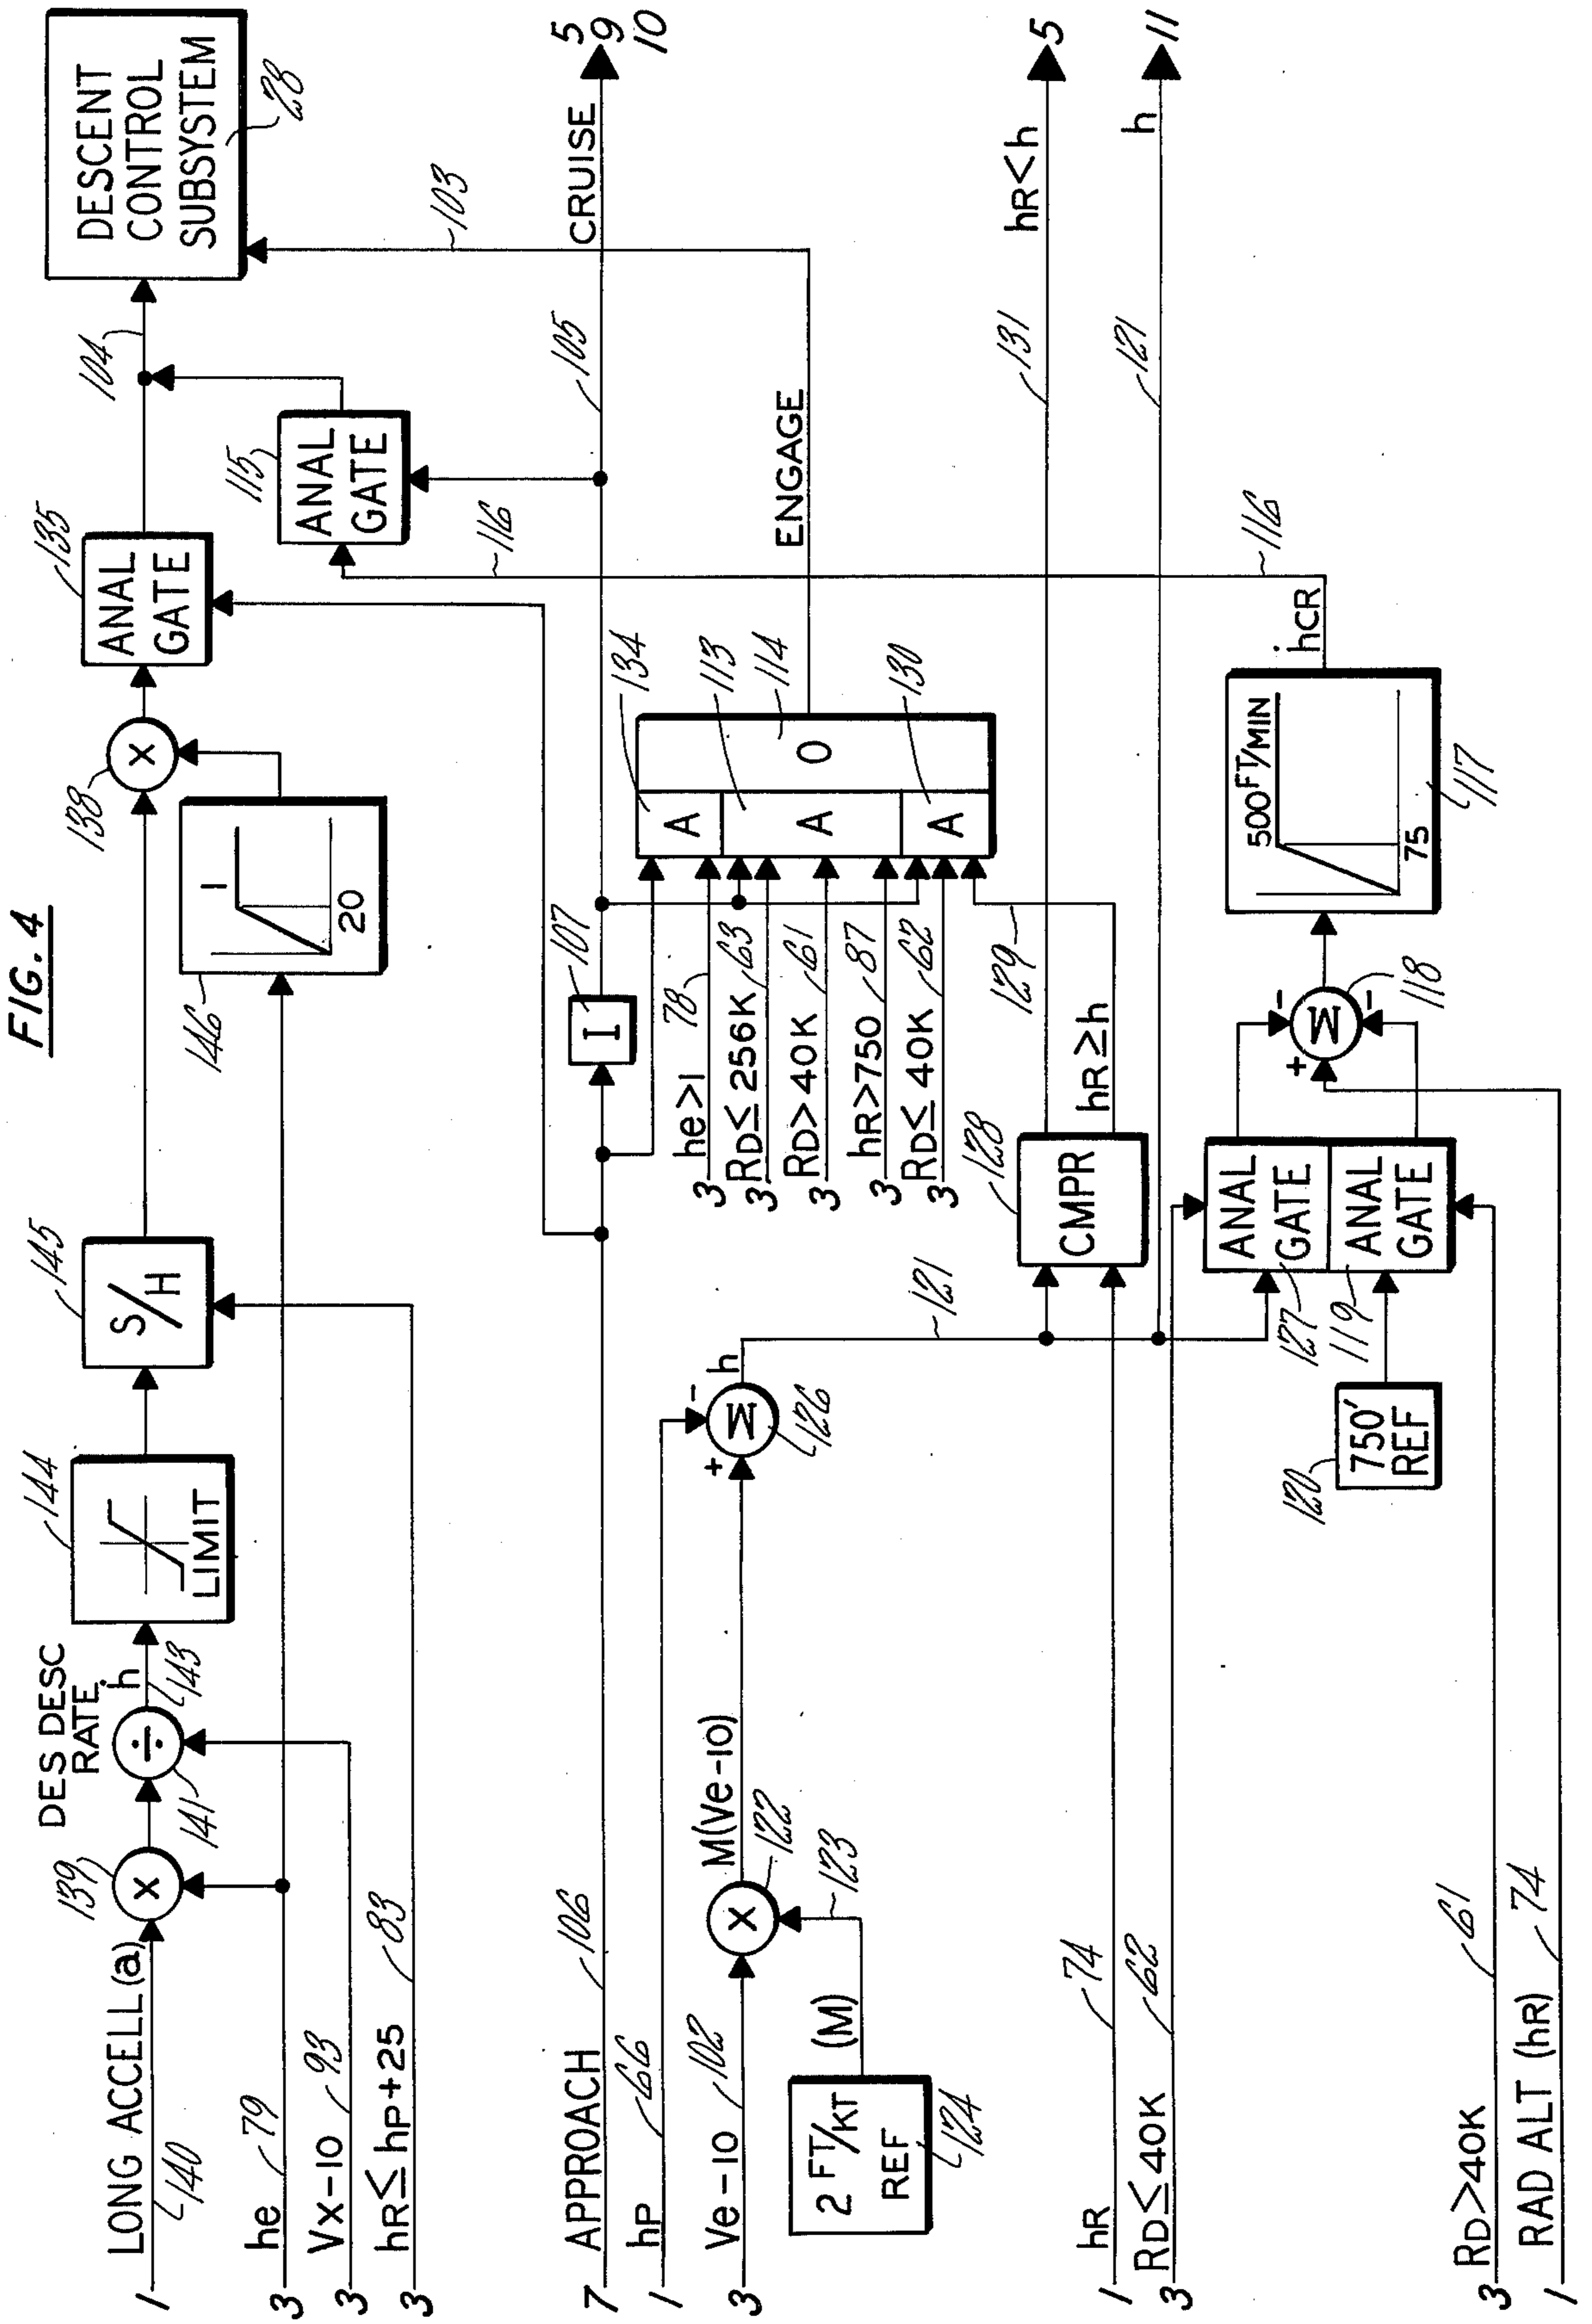 FIG. 4
1
LONG ACCELL (a)
140
139
X
DES DESC
RATE
141
÷
ḣ
143
144
LIMIT
145
S/H
138
X
135
ANAL
GATE
104
DESCENT
CONTROL
SUBSYSTEM
28
3
he
79
146
1
20
3
Vx-10
93
3
hR≤hP+25
83
115
ANAL
GATE
103
116
7
APPROACH
106
107
I
105
CRUISE
5
9
10
1
hP
66
3
Ve-10
102
X
122
M(Ve-10)
+
-
Σ
126
h
121
2 FT/KT
REF
124
(M)
123
3
he>1
78
3
RD≤256K
63
3
RD>40K
61
3
hR>750
87
3
RD≤40K
62
A
134
A
113
A
130
O
114
ENGAGE
1
hR
74
128
CMPR
hR≥h
129
131
hR<h
5
121
h
11
3
RD≤40K
62
ANAL
GATE
127
ANAL
GATE
119
750'
REF
120
-
-
+
Σ
118
500FT/MIN
75
117
ḣCR
116
3
RD>40K
61
1
RAD ALT (hR)
74